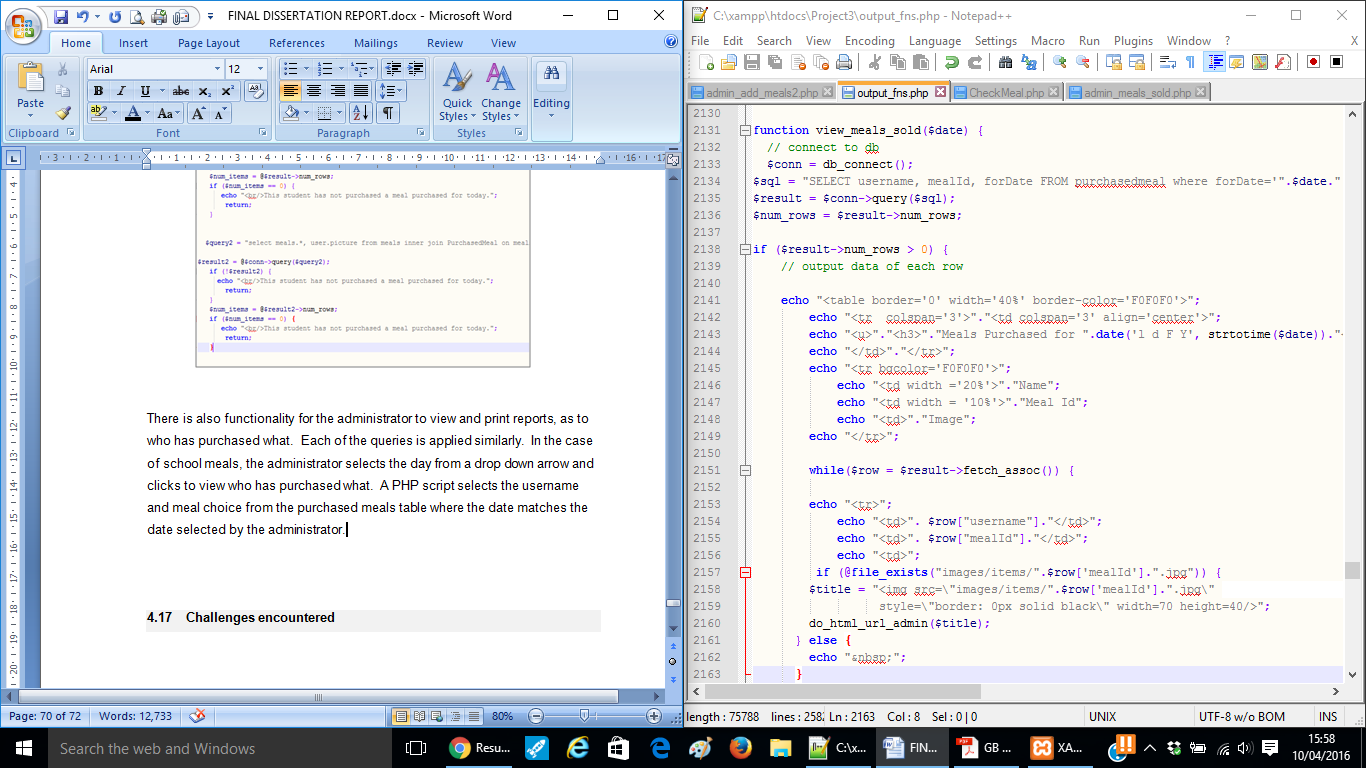 FINAL DISSERTATION REPORT.docx - Microsoft Word
Home Insert Page Layout References Mailings Review View
Paste
Arial 12
Quick Styles
Change Styles
Editing
Clipboard Font Paragraph Styles
$num_items = @$result->num_rows;
if ($num_items == 0) {
echo "<br/>This student has not purchased a meal purchased for today.";
return;
}
$query2 = "select meals.*, user.picture from meals inner join PurchasedMeal on meal
$result2 = @$conn->query($query2);
if (!$result2) {
echo "<br/>This student has not purchased a meal purchased for today.";
return;
}
$num_items = @$result2->num_rows;
if ($num_items == 0) {
echo "<br/>This student has not purchased a meal purchased for today.";
return;
}
There is also functionality for the administrator to view and print reports, as to
who has purchased what.  Each of the queries is applied similarly.  In the case
of school meals, the administrator selects the day from a drop down arrow and
clicks to view who has purchased what.  A PHP script selects the username
and meal choice from the purchased meals table where the date matches the
date selected by the administrator.
4.17 Challenges encountered
Page: 70 of 72 Words: 12,733 80%
C:\xampp\htdocs\Project3\output_fns.php - Notepad++
File Edit Search View Encoding Language Settings Macro Run Plugins Window ? X
admin_add_meals2.php output_fns.php CheckMeal.php admin_meals_sold.php
2130
2131 function view_meals_sold($date) {
2132 // connect to db
2133 $conn = db_connect();
2134 $sql = "SELECT username, mealId, forDate FROM purchasedmeal where forDate='".$date."
2135 $result = $conn->query($sql);
2136 $num_rows = $result->num_rows;
2137
2138 if ($result->num_rows > 0) {
2139 // output data of each row
2140
2141 echo "<table border='0' width='40%' border-color='F0F0F0'>";
2142 echo "<tr  colspan='3'>"."<td colspan='3' align='center'>";
2143 echo "<u>"."<h3>"."Meals Purchased for ".date('l d F Y', strtotime($date))."
2144 echo "</td>"."</tr>";
2145 echo "<tr bgcolor='F0F0F0'>";
2146 echo "<td width ='20%'>"."Name";
2147 echo "<td width = '10%'>"."Meal Id";
2148 echo "<td>"."Image";
2149 echo "</tr>";
2150
2151 while($row = $result->fetch_assoc()) {
2152
2153 echo "<tr>";
2154 echo "<td>". $row["username"]."</td>";
2155 echo "<td>". $row["mealId"]."</td>";
2156 echo "<td>";
2157 if (@file_exists("images/items/".$row['mealId'].".jpg")) {
2158 $title = "<img src=\"images/items/".$row['mealId'].".jpg\"
2159 style=\"border: 0px solid black\" width=70 height=40/>";
2160 do_html_url_admin($title);
2161 } else {
2162 echo "&nbsp;";
2163 }
length : 75788 lines : 2582 Ln : 2163 Col : 8 Sel : 0 | 0 UNIX UTF-8 w/o BOM INS
Search the web and Windows
Resu... C:\x... FIN... GB ... XA...
15:58
10/04/2016